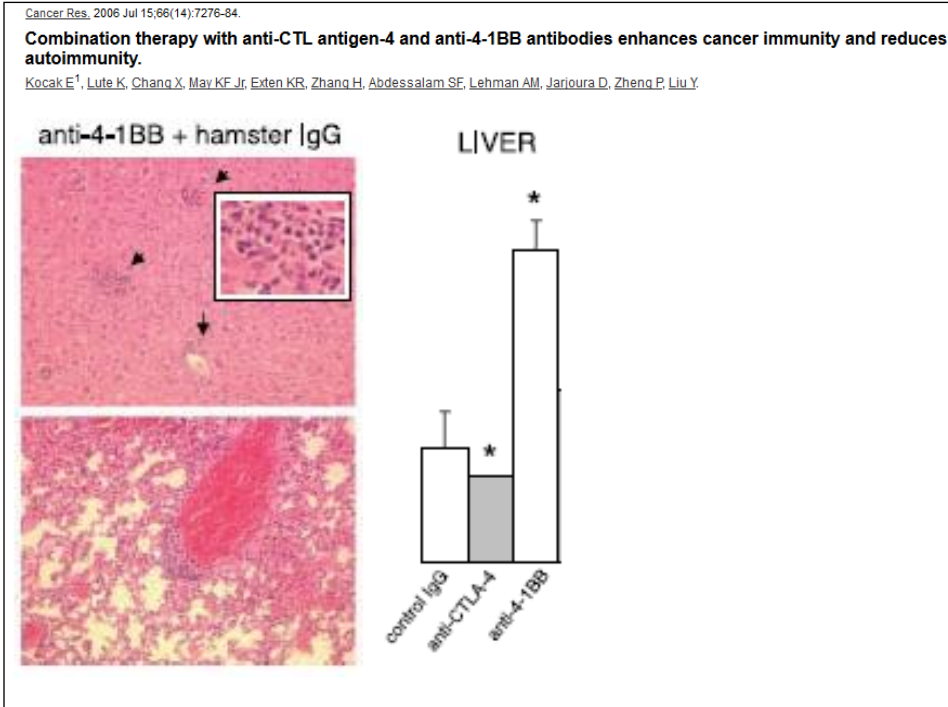 Cancer Res. 2006 Jul 15;66(14):7276-84.
Combination therapy with anti-CTL antigen-4 and anti-4-1BB antibodies enhances cancer immunity and reduces
autoimmunity.
Kocak E1, Lute K, Chang X, May KF Jr, Exten KR, Zhang H, Abdessalam SF, Lehman AM, Jarjoura D, Zheng P, Liu Y.
anti-4-1BB + hamster IgG
LIVER
*
*
control IgG
anti-CTLA-4
anti-4-1BB